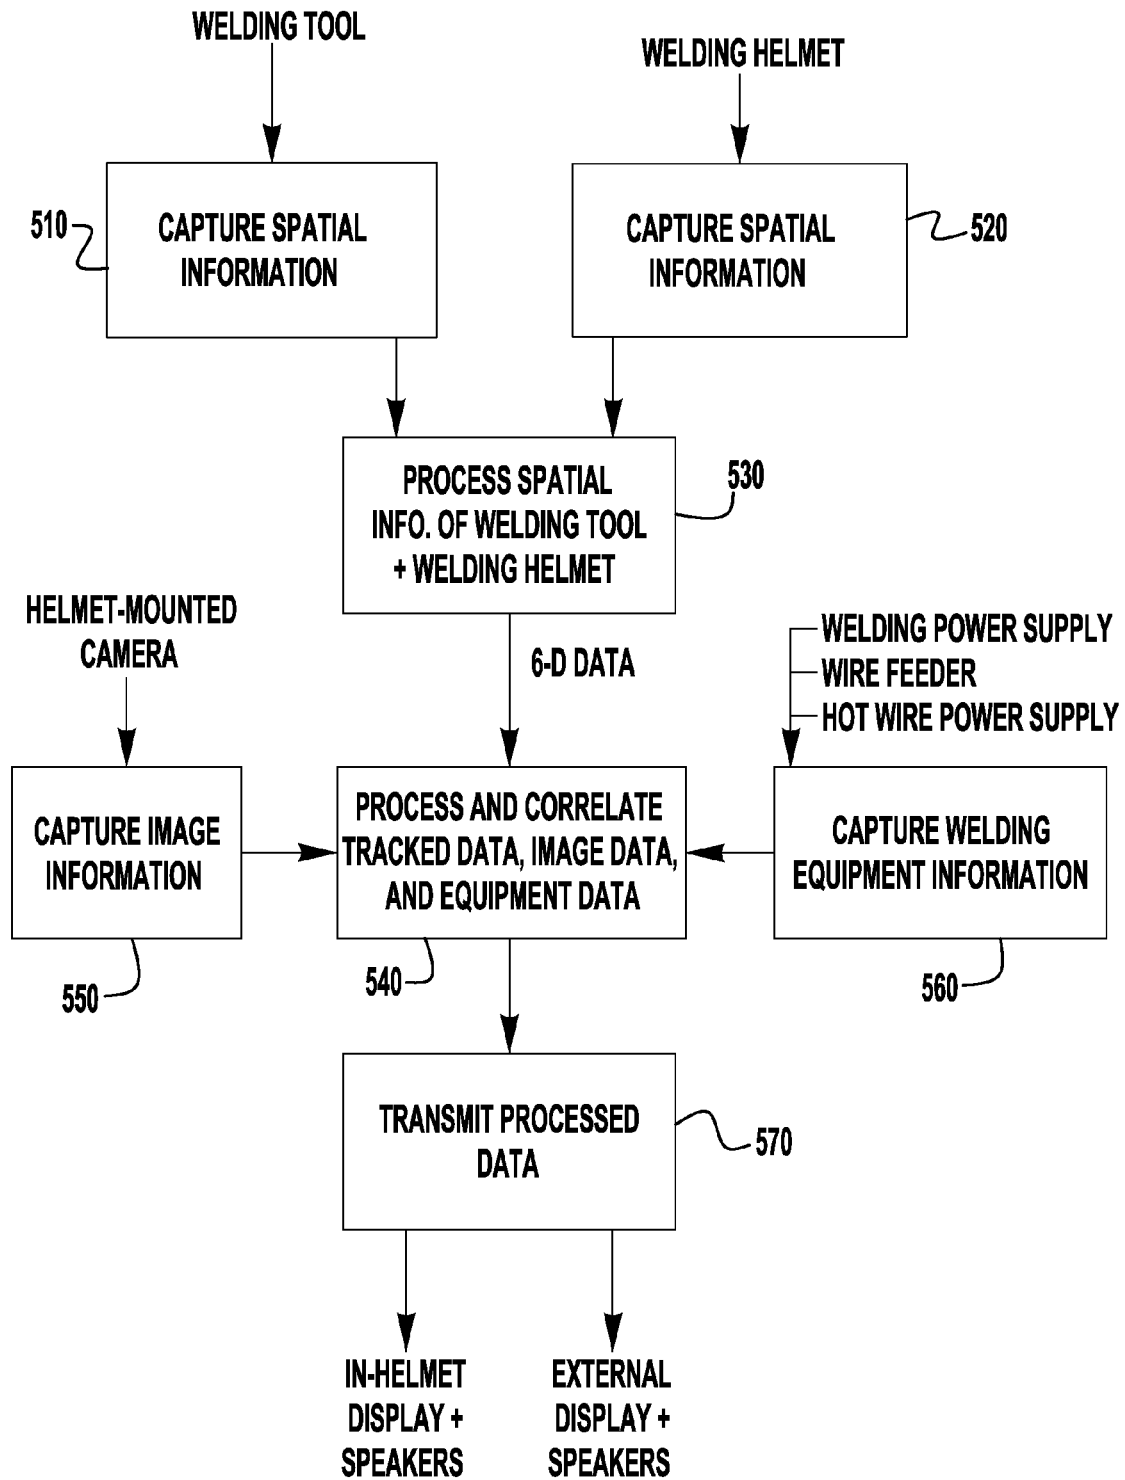 WELDING TOOL
WELDING HELMET
CAPTURE SPATIAL
INFORMATION
510
CAPTURE SPATIAL
INFORMATION
520
PROCESS SPATIAL
INFO. OF WELDING TOOL
+ WELDING HELMET
530
HELMET-MOUNTED
CAMERA
6-D DATA
WELDING POWER SUPPLY
WIRE FEEDER
HOT WIRE POWER SUPPLY
CAPTURE IMAGE
INFORMATION
550
PROCESS AND CORRELATE
TRACKED DATA, IMAGE DATA,
AND EQUIPMENT DATA
540
CAPTURE WELDING
EQUIPMENT INFORMATION
560
TRANSMIT PROCESSED
DATA
570
IN-HELMET
DISPLAY +
SPEAKERS
EXTERNAL
DISPLAY +
SPEAKERS